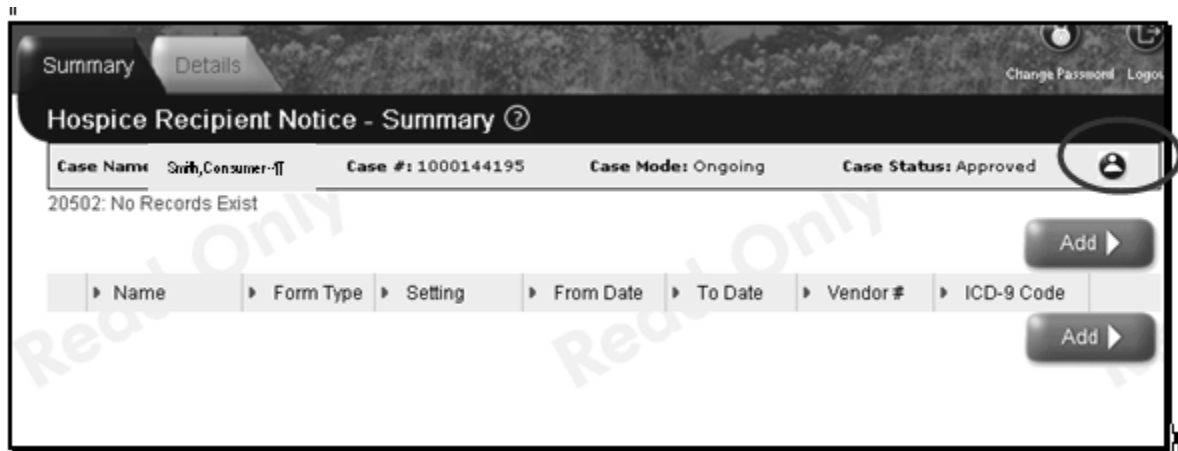 "
Summary Details
Change Password Logou
Hospice Recipient Notice - Summary ?
Case Name Smith,Consumer--¶ Case #: 1000144195 Case Mode: Ongoing Case Status: Approved
20502: No Records Exist
Add
Name Form Type Setting From Date To Date Vendor # ICD-9 Code
Add
Read Only
Read Only